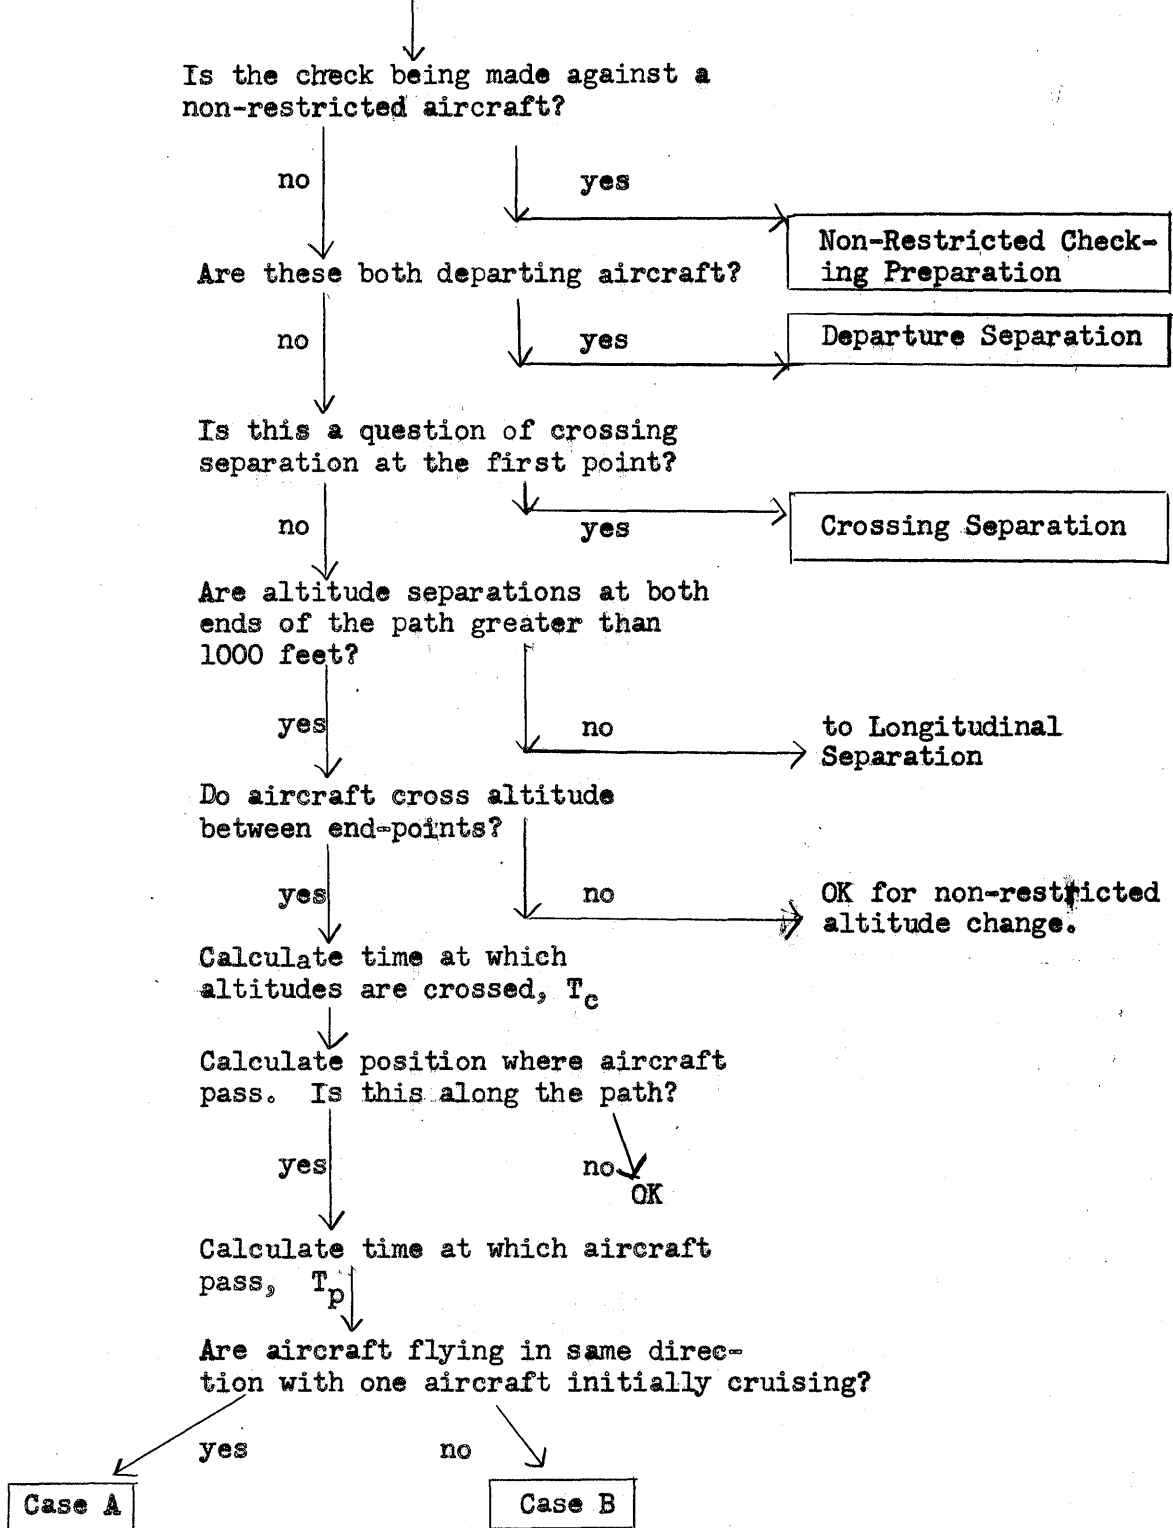 Is the check being made against a
non-restricted aircraft?
no
yes
Non-Restricted Check-
ing Preparation
Are these both departing aircraft?
no
yes
Departure Separation
Is this a question of crossing
separation at the first point?
no
yes
Crossing Separation
Are altitude separations at both
ends of the path greater than
1000 feet?
yes
no
to Longitudinal
Separation
Do aircraft cross altitude
between end-points?
yes
no
OK for non-restricted
altitude change.
Calculate time at which
altitudes are crossed, Tc
Calculate position where aircraft
pass. Is this along the path?
yes
no
OK
Calculate time at which aircraft
pass, Tp
Are aircraft flying in same direc-
tion with one aircraft initially cruising?
yes
no
Case A
Case B